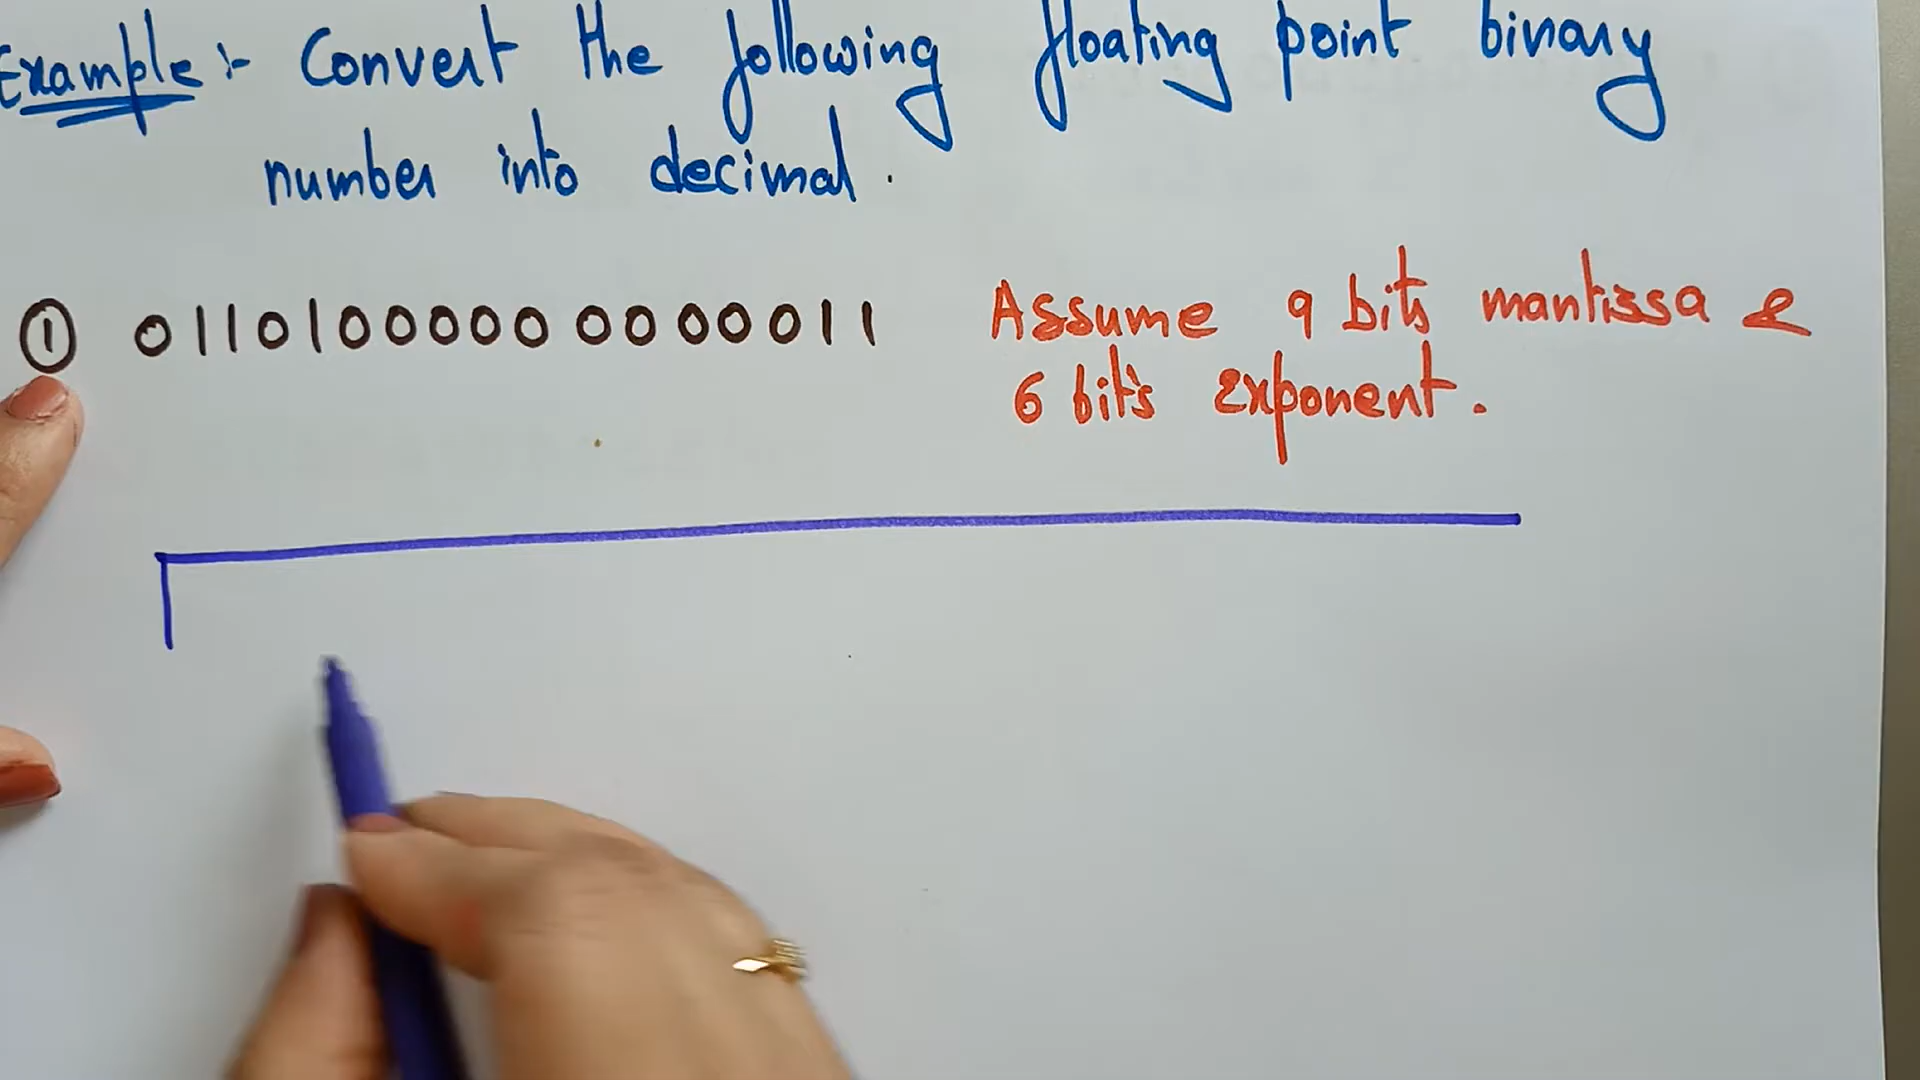 Example :- Convert the following floating point binary
number into decimal.
① 0110100000 0000011 Assume 9 bits mantissa &
6 bit's exponent.